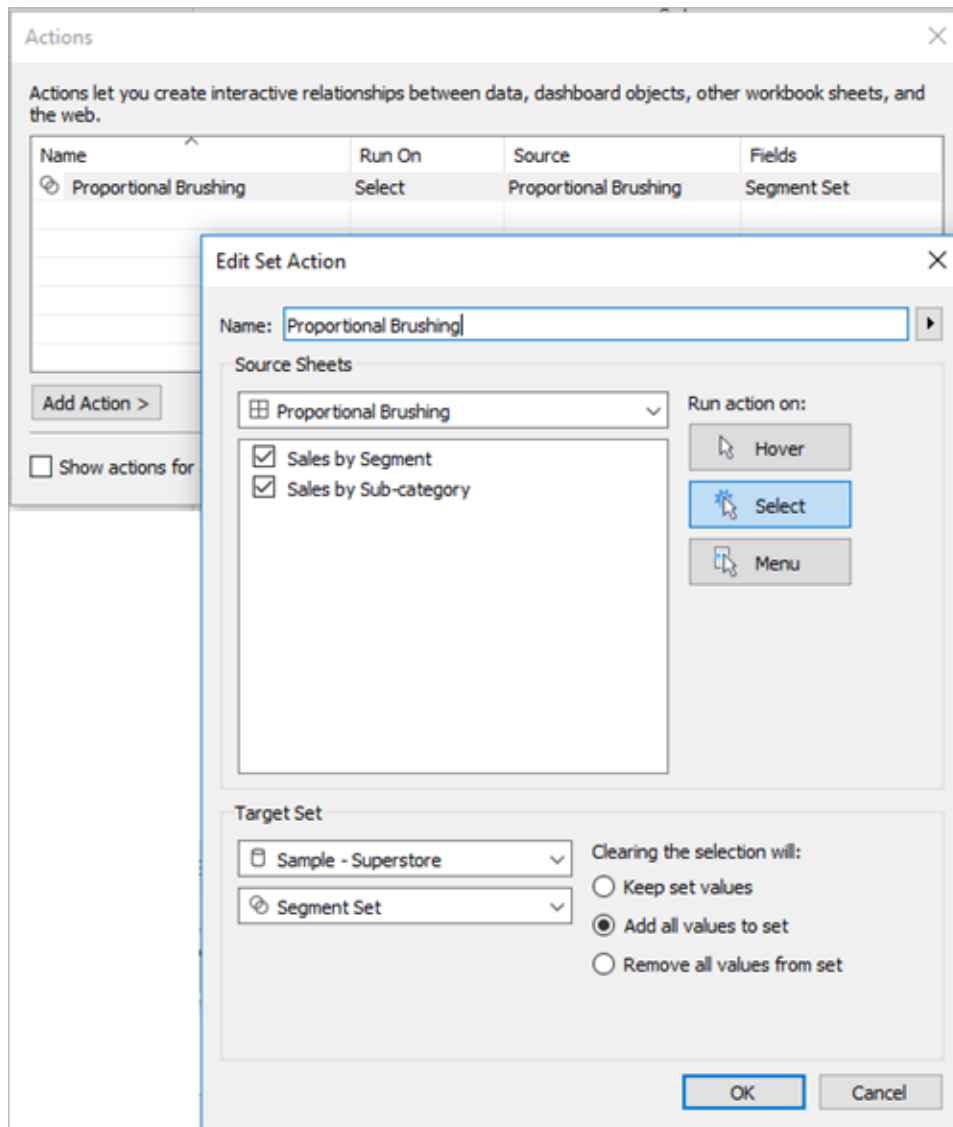 Actions
Actions let you create interactive relationships between data, dashboard objects, other workbook sheets, and
the web.
Name Run On Source Fields
Proportional Brushing Select Proportional Brushing Segment Set
Add Action >
Show actions for
Edit Set Action
Name: Proportional Brushing
Source Sheets
Proportional Brushing
Sales by Segment
Sales by Sub-category
Run action on:
Hover
Select
Menu
Target Set
Sample - Superstore
Segment Set
Clearing the selection will:
Keep set values
Add all values to set
Remove all values from set
OK Cancel